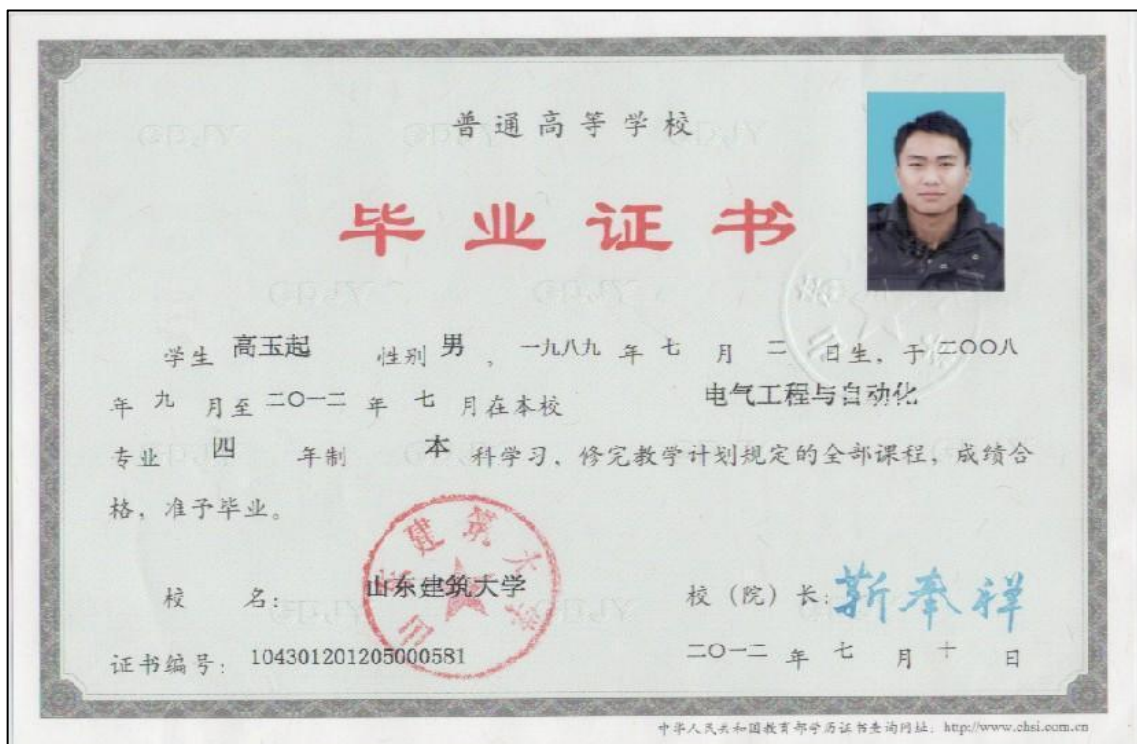 普通高等学校
毕业证书
学生 高玉起 性别 男 ，一九八九 年 七 月 二 日生，于 二〇〇八
年 九 月至 二〇一二 年 七 月在本校 电气工程与自动化
专业 四 年制 本 科学习，修完教学计划规定的全部课程，成绩合
格，准予毕业。
山东建筑大学
校 名： 山东建筑大学 校（院）长： 靳奉祥
证书编号： 104301201205000581 二〇一二 年 七 月 十 日
中华人民共和国教育部学历证书查询网址：http://www.chsi.com.cn